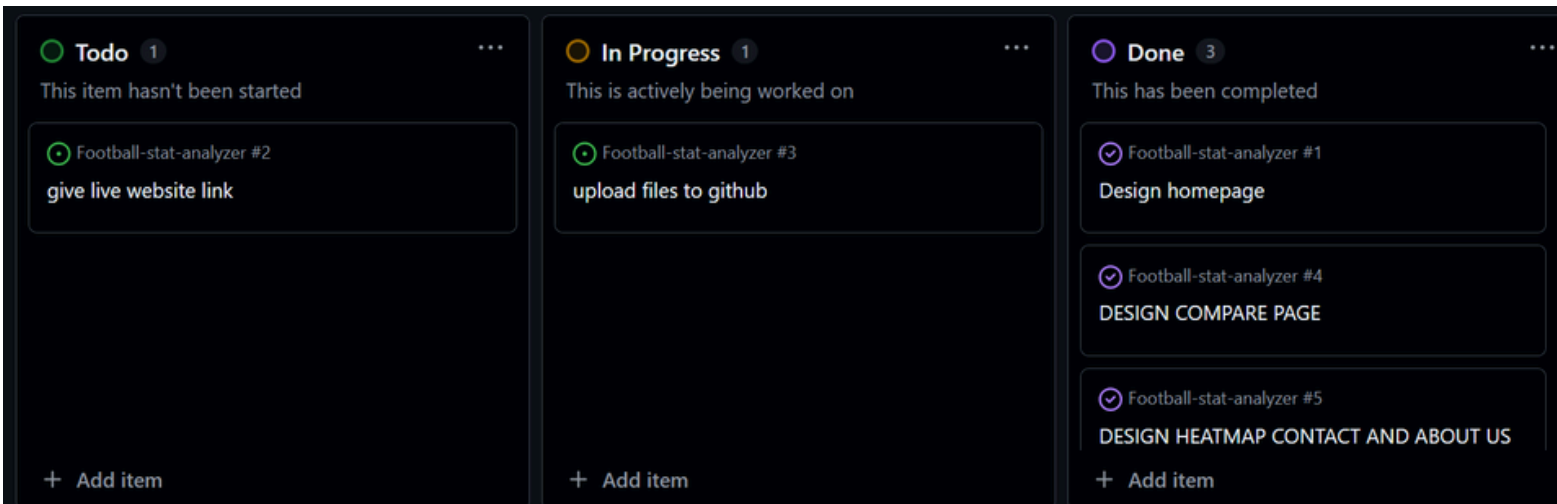 Todo 1
This item hasn't been started
Football-stat-analyzer #2
give live website link
+ Add item
In Progress 1
This is actively being worked on
Football-stat-analyzer #3
upload files to github
+ Add item
Done 3
This has been completed
Football-stat-analyzer #1
Design homepage
Football-stat-analyzer #4
DESIGN COMPARE PAGE
Football-stat-analyzer #5
DESIGN HEATMAP CONTACT AND ABOUT US
+ Add item